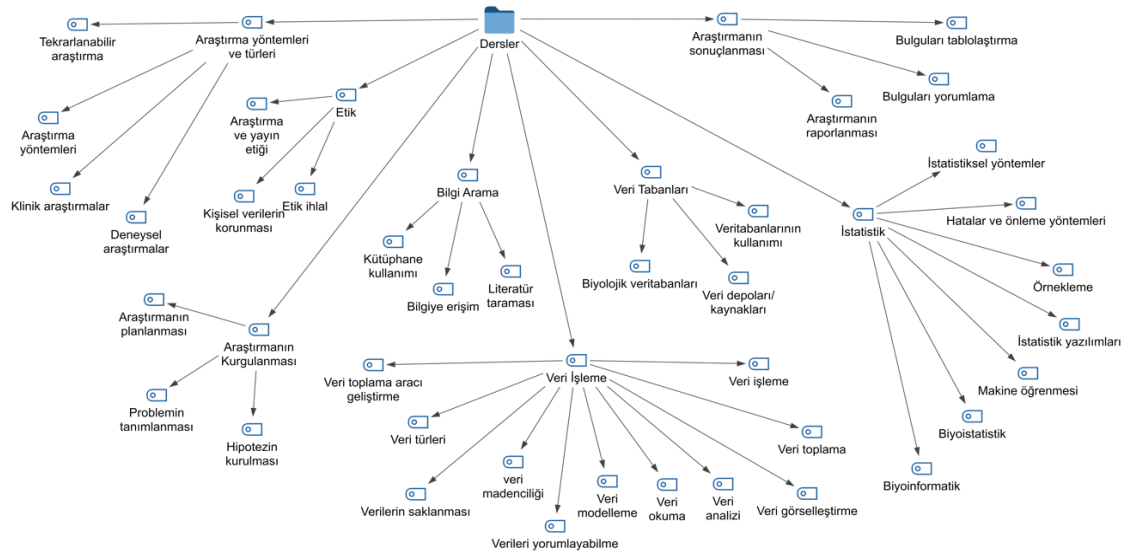 Dersler
Araştırma yöntemleri
ve türleri
Tekrarlanabilir
araştırma
Araştırma
yöntemleri
Klinik araştırmalar
Deneysel
araştırmalar
Etik
Araştırma
ve yayın
etiği
Kişisel verilerin
korunması
Etik ihlal
Araştırmanın
Kurgulanması
Araştırmanın
planlanması
Problemin
tanımlanması
Hipotezin
kurulması
Bilgi Arama
Kütüphane
kullanımı
Bilgiye erişim
Literatür
taraması
Veri İşleme
Veri toplama aracı
geliştirme
Veri türleri
Verilerin saklanması
veri
madenciliği
Verileri yorumlayabilme
Veri
modelleme
Veri
okuma
Veri
analizi
Veri görselleştirme
Veri toplama
Veri işleme
Veri Tabanları
Biyolojik veritabanları
Veri depoları/
kaynakları
Veritabanlarının
kullanımı
Araştırmanın
sonuçlanması
Bulguları tablolaştırma
Bulguları yorumlama
Araştırmanın
raporlanması
İstatistik
İstatistiksel yöntemler
Hatalar ve önleme yöntemleri
Örnekleme
İstatistik yazılımları
Makine öğrenmesi
Biyoistatistik
Biyoinformatik